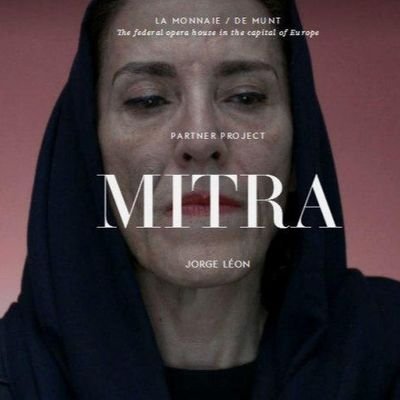 LA MONNAIE / DE MUNT
The federal opera house in the capital of Europe
PARTNER PROJECT
MITRA
JORGE LÉON